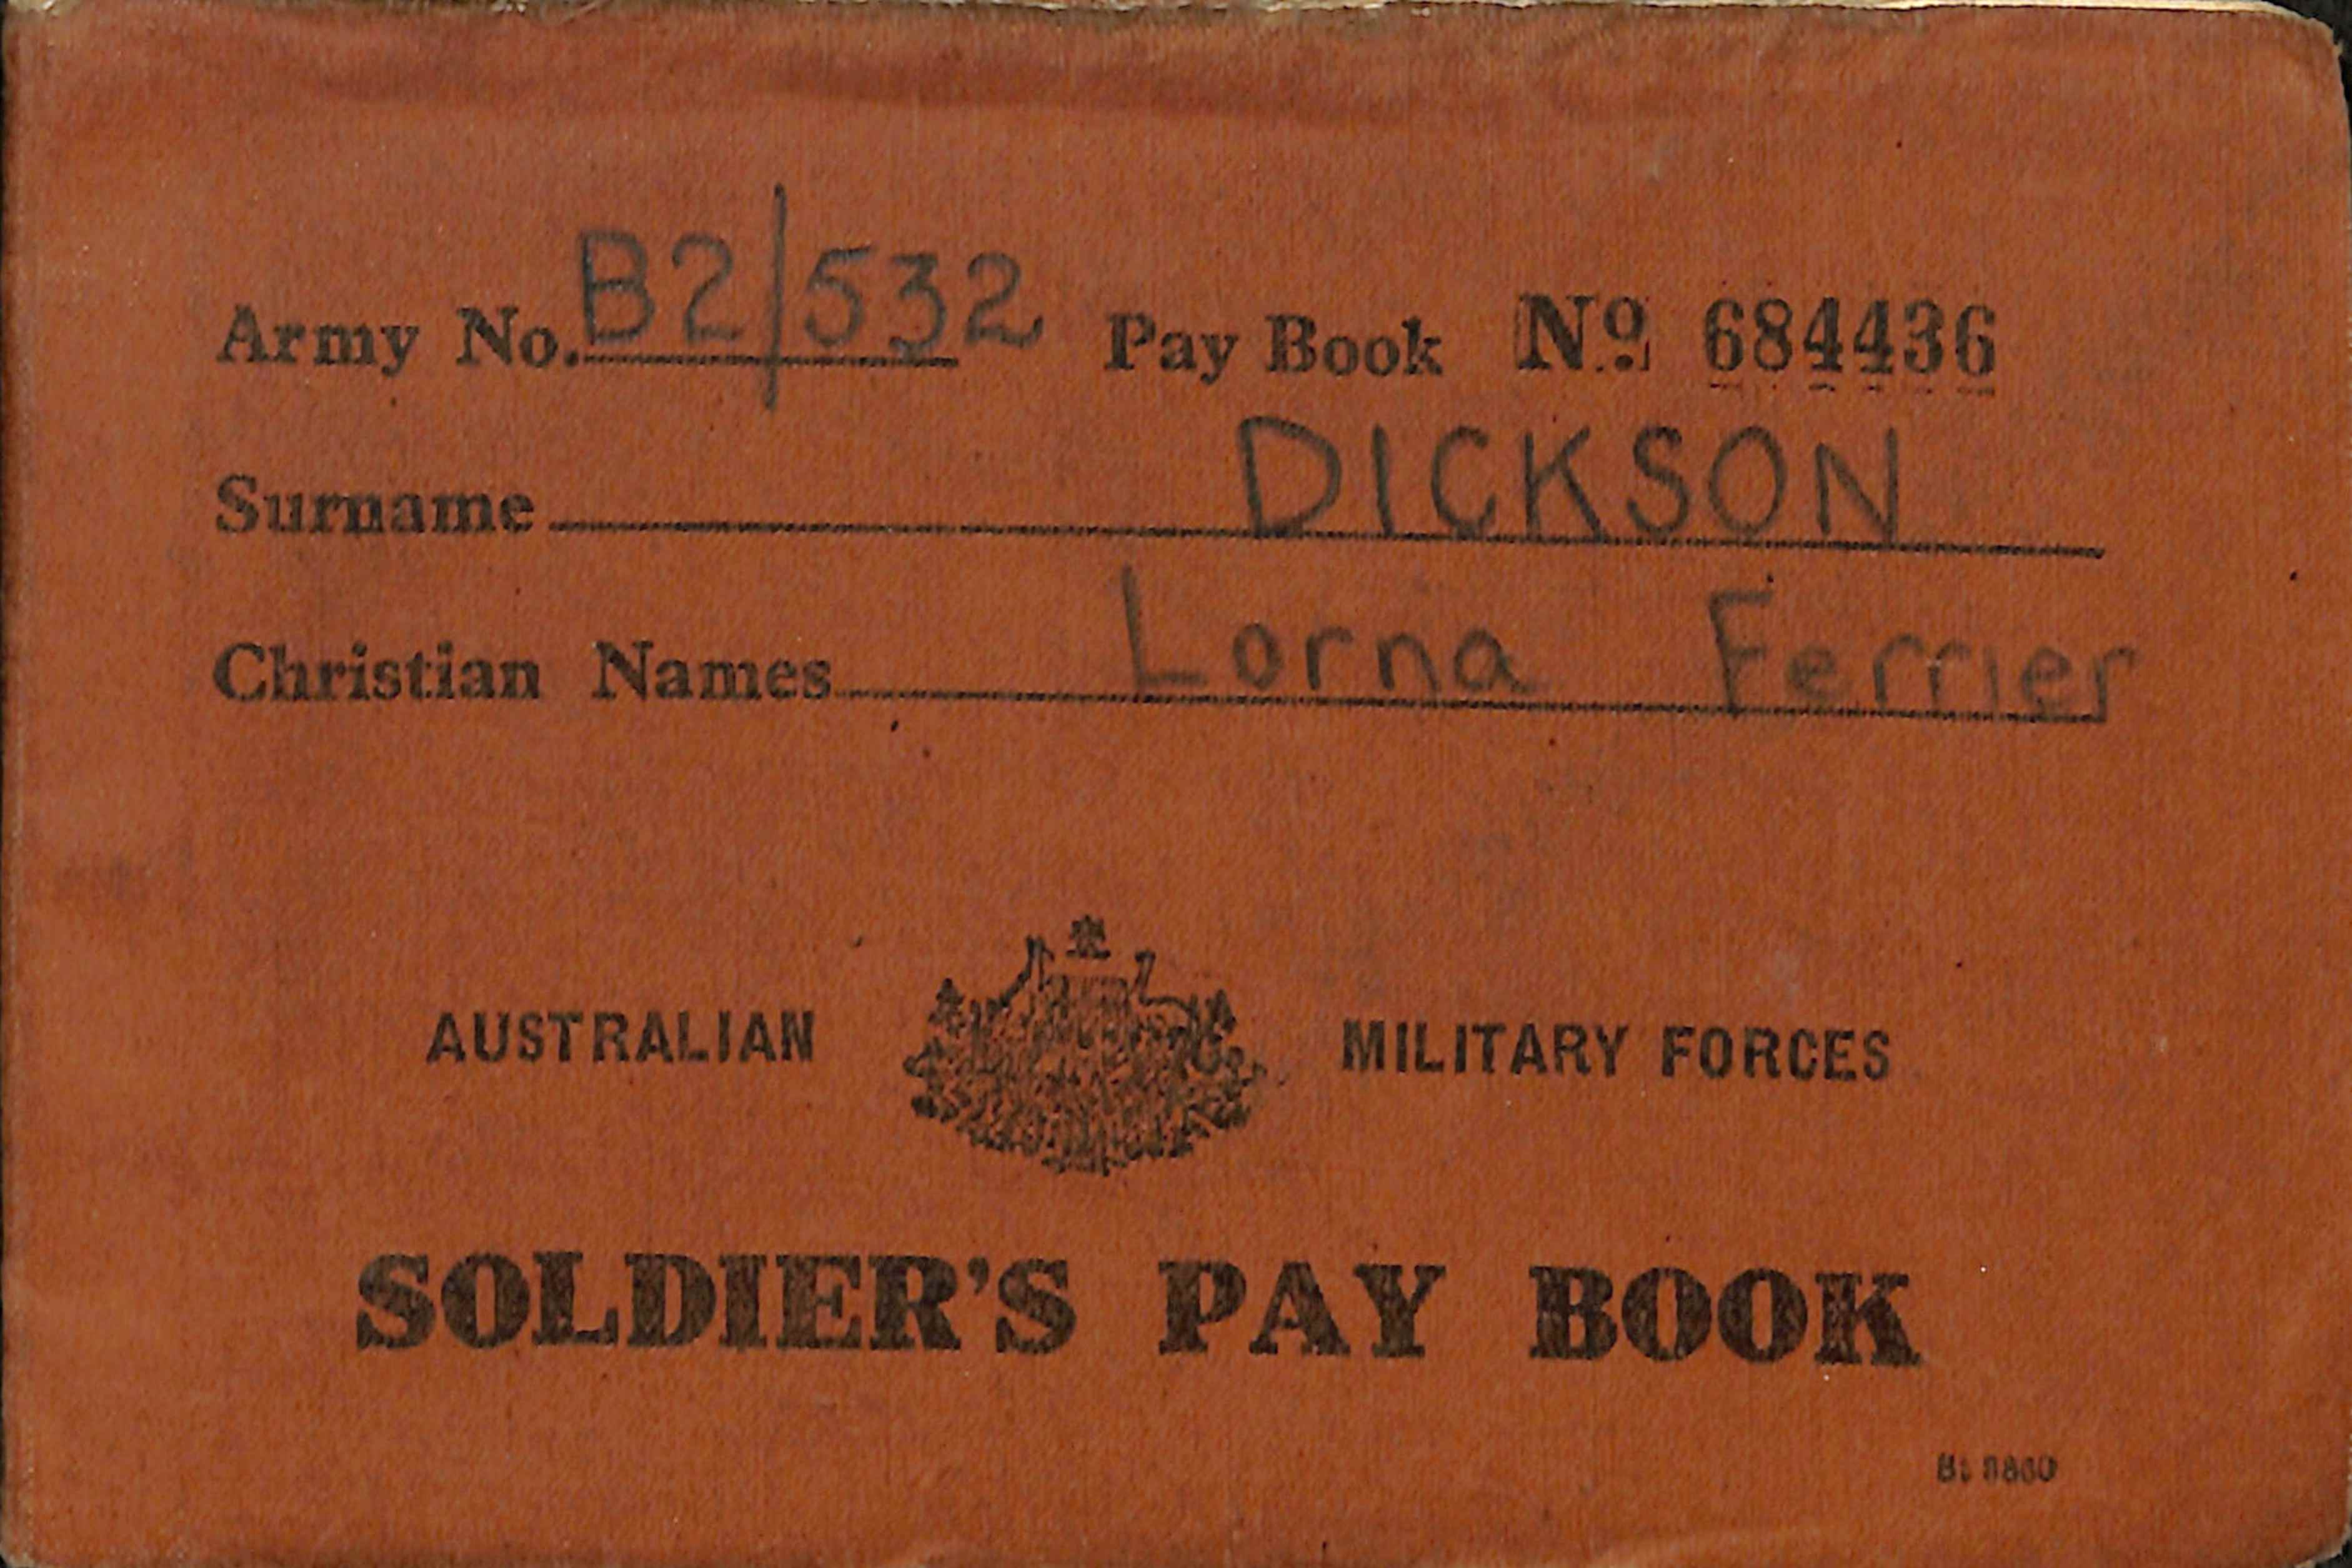 Army No. B2/532 Pay Book Nº 684436
Surname DICKSON
Christian Names Lorna Ferrier
AUSTRALIAN MILITARY FORCES
SOLDIER'S PAY BOOK